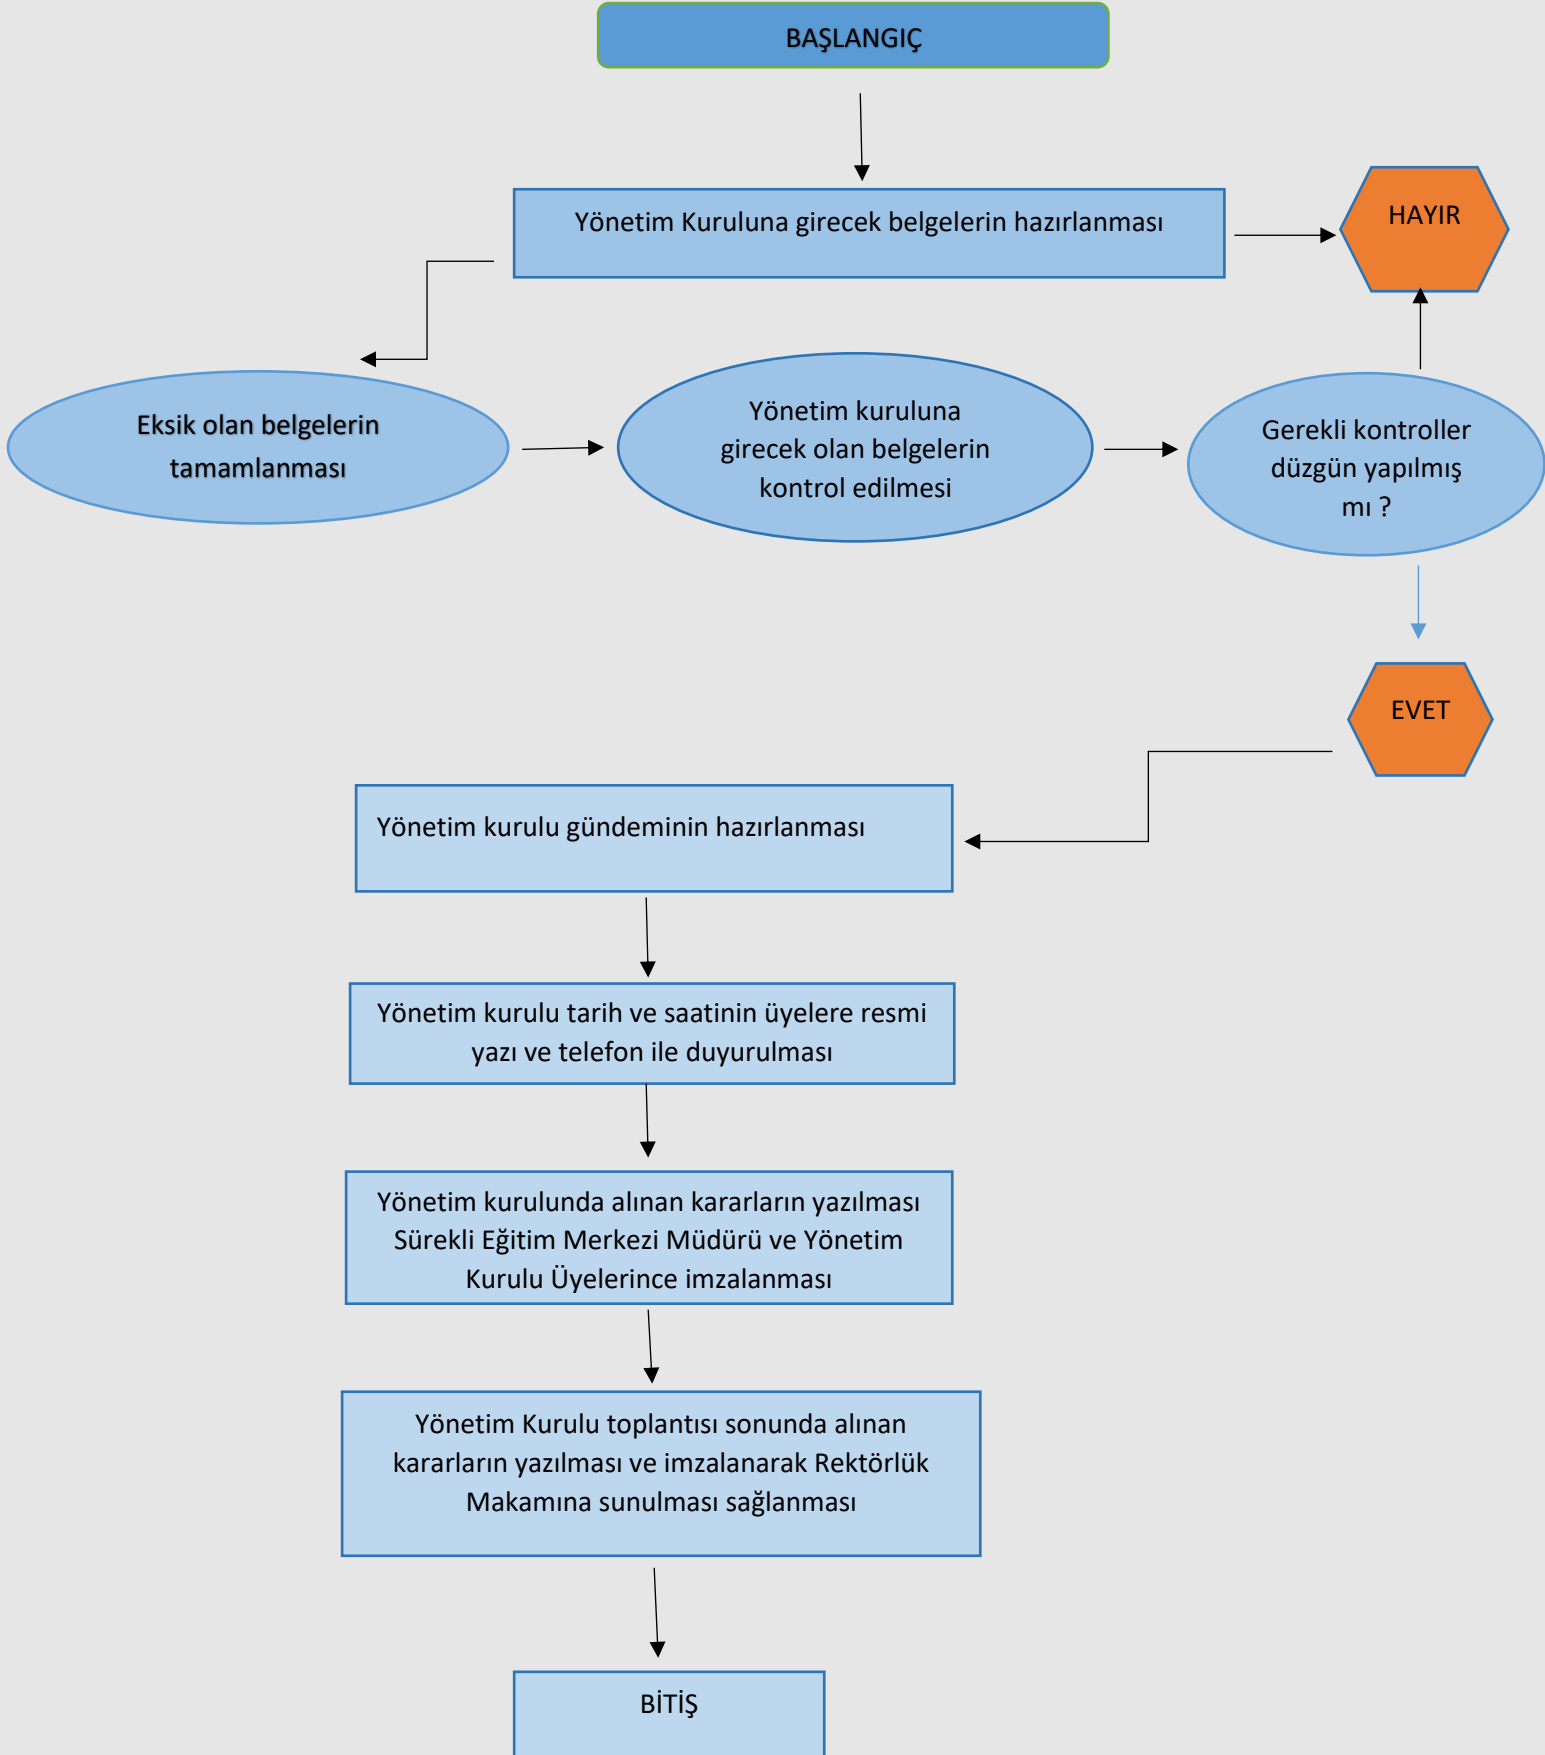 BAŞLANGIÇ
Yönetim Kuruluna girecek belgelerin hazırlanması
HAYIR
Eksik olan belgelerin
tamamlanması
Yönetim kuruluna
girecek olan belgelerin
kontrol edilmesi
Gerekli kontroller
düzgün yapılmış
mı ?
EVET
Yönetim kurulu gündeminin hazırlanması
Yönetim kurulu tarih ve saatinin üyelere resmi
yazı ve telefon ile duyurulması
Yönetim kurulunda alınan kararların yazılması
Sürekli Eğitim Merkezi Müdürü ve Yönetim
Kurulu Üyelerince imzalanması
Yönetim Kurulu toplantısı sonunda alınan
kararların yazılması ve imzalanarak Rektörlük
Makamına sunulması sağlanması
BİTİŞ